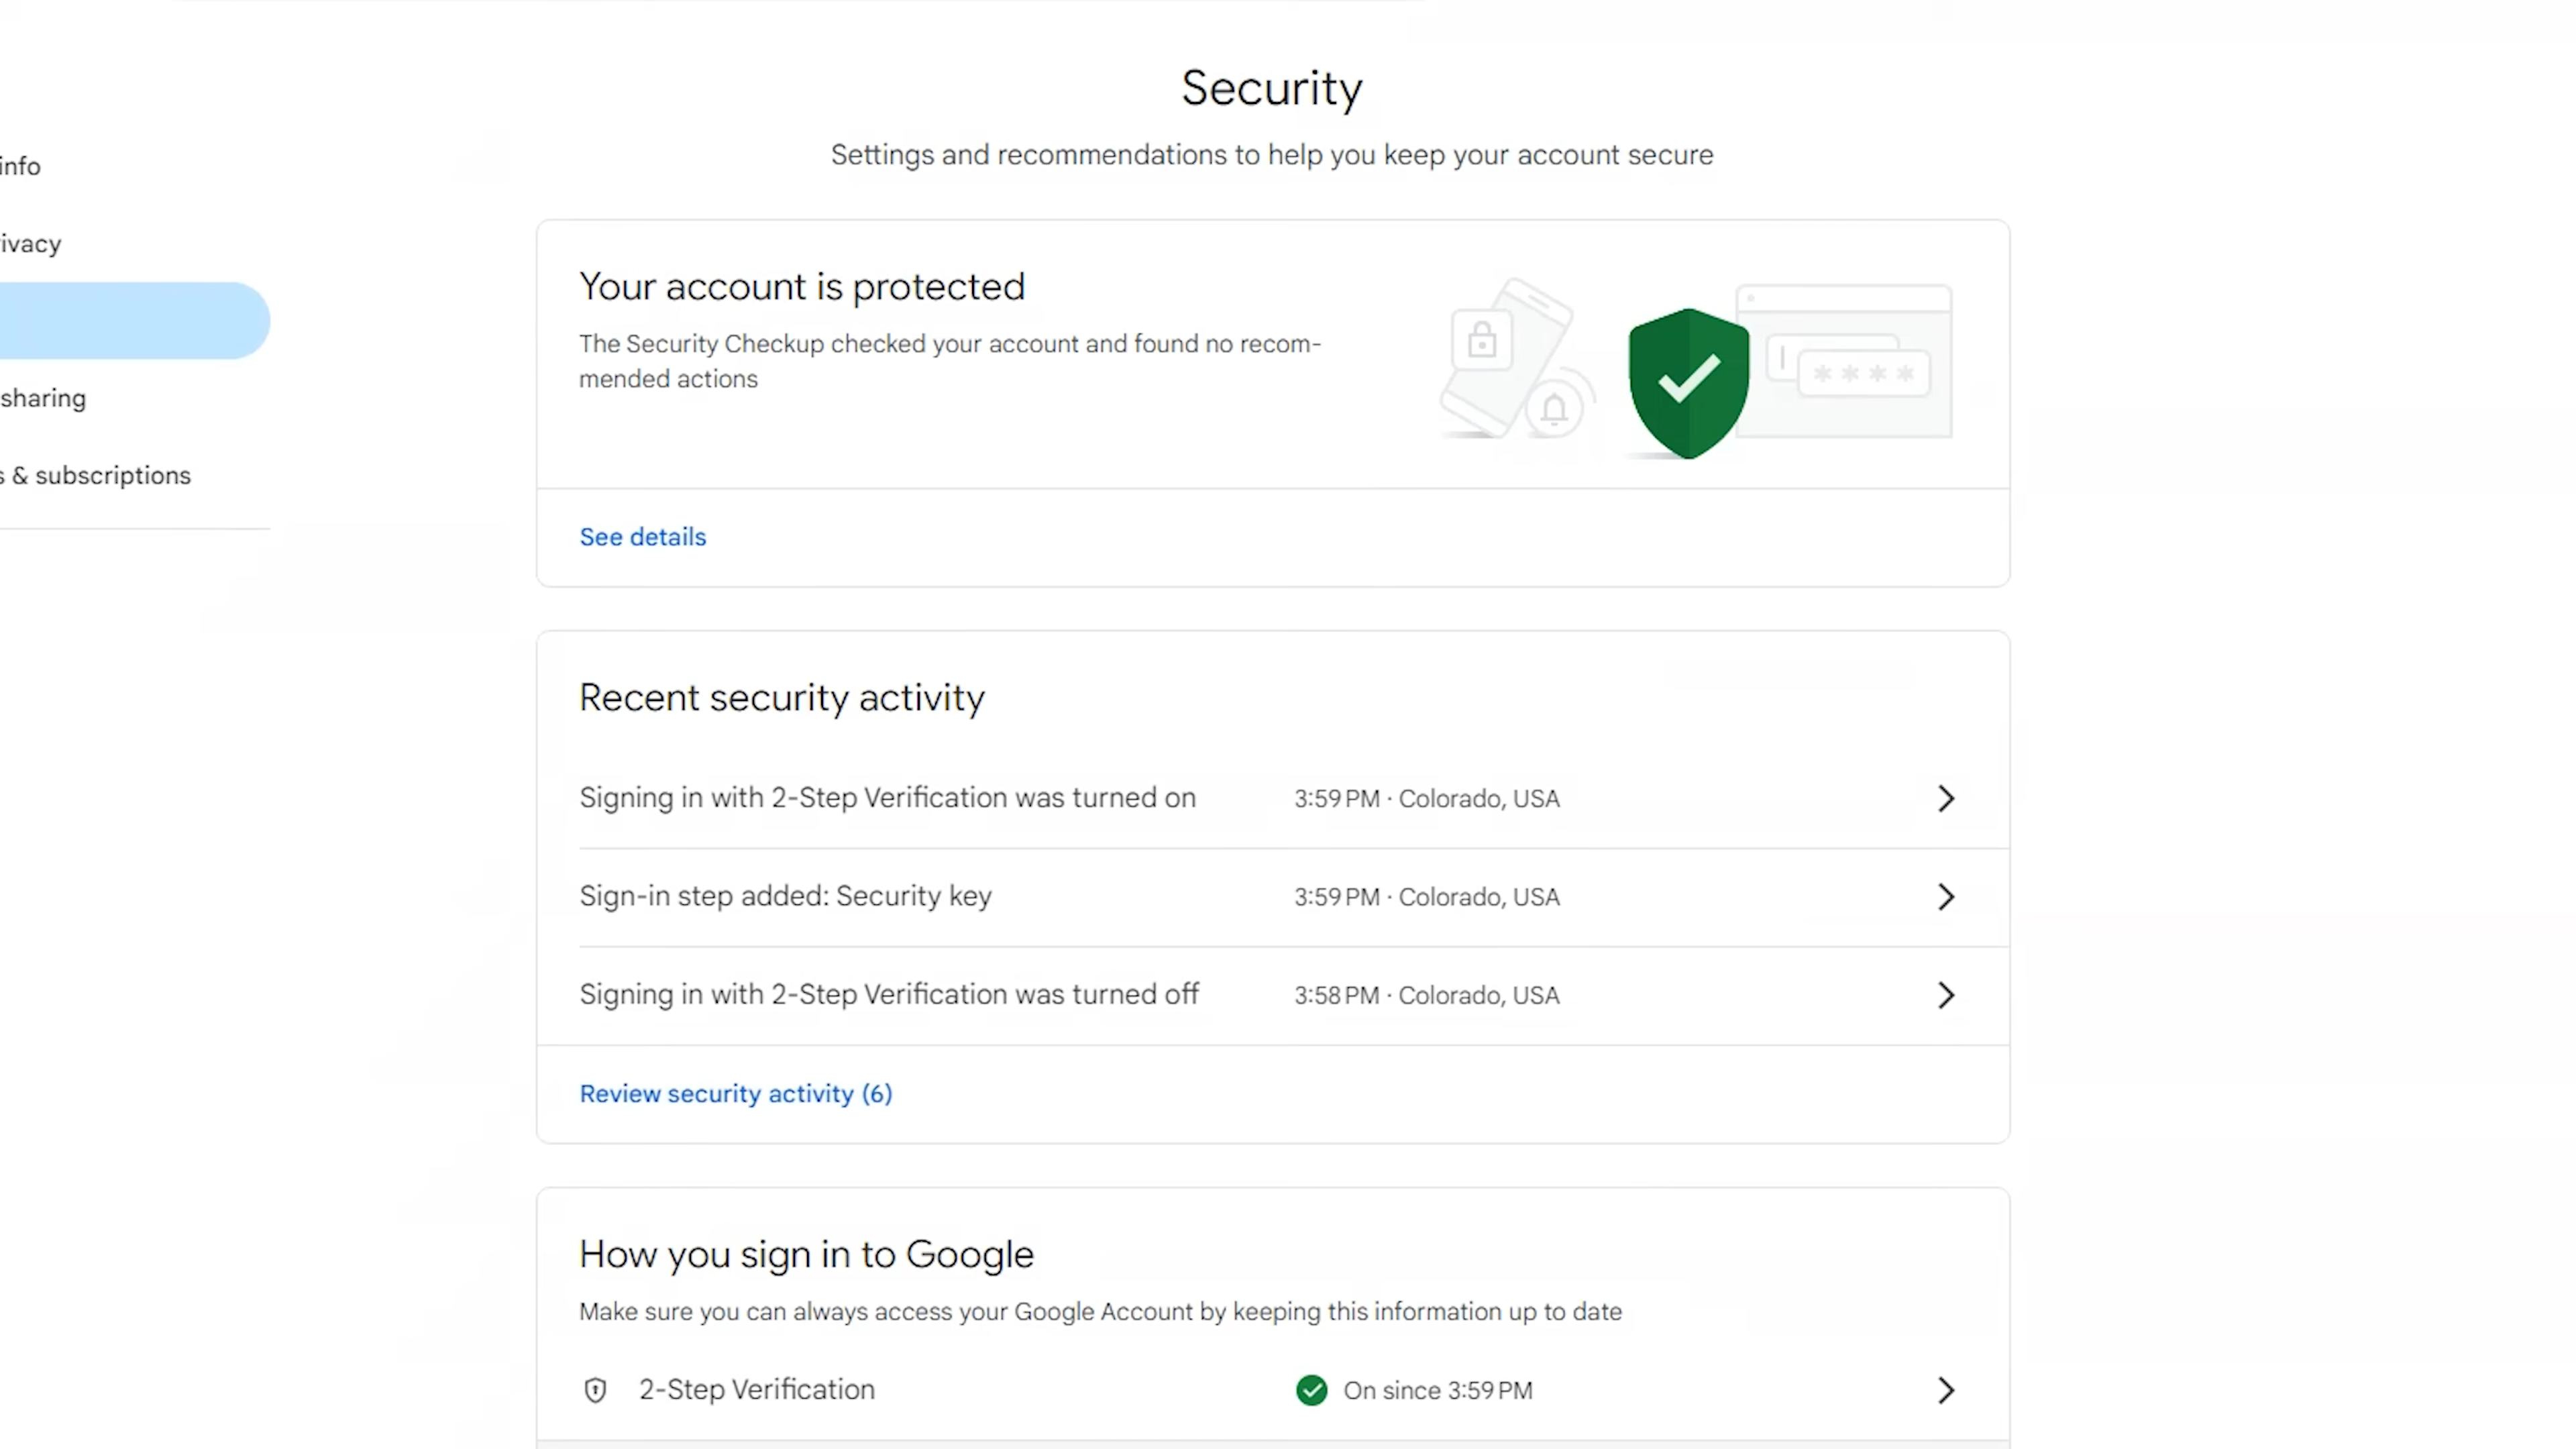 Security
Settings and recommendations to help you keep your account secure
info
ivacy
sharing
s & subscriptions
Your account is protected
The Security Checkup checked your account and found no recom-
mended actions
****
See details
Recent security activity
Signing in with 2-Step Verification was turned on 3:59 PM · Colorado, USA
Sign-in step added: Security key 3:59 PM · Colorado, USA
Signing in with 2-Step Verification was turned off 3:58 PM · Colorado, USA
Review security activity (6)
How you sign in to Google
Make sure you can always access your Google Account by keeping this information up to date
2-Step Verification On since 3:59 PM